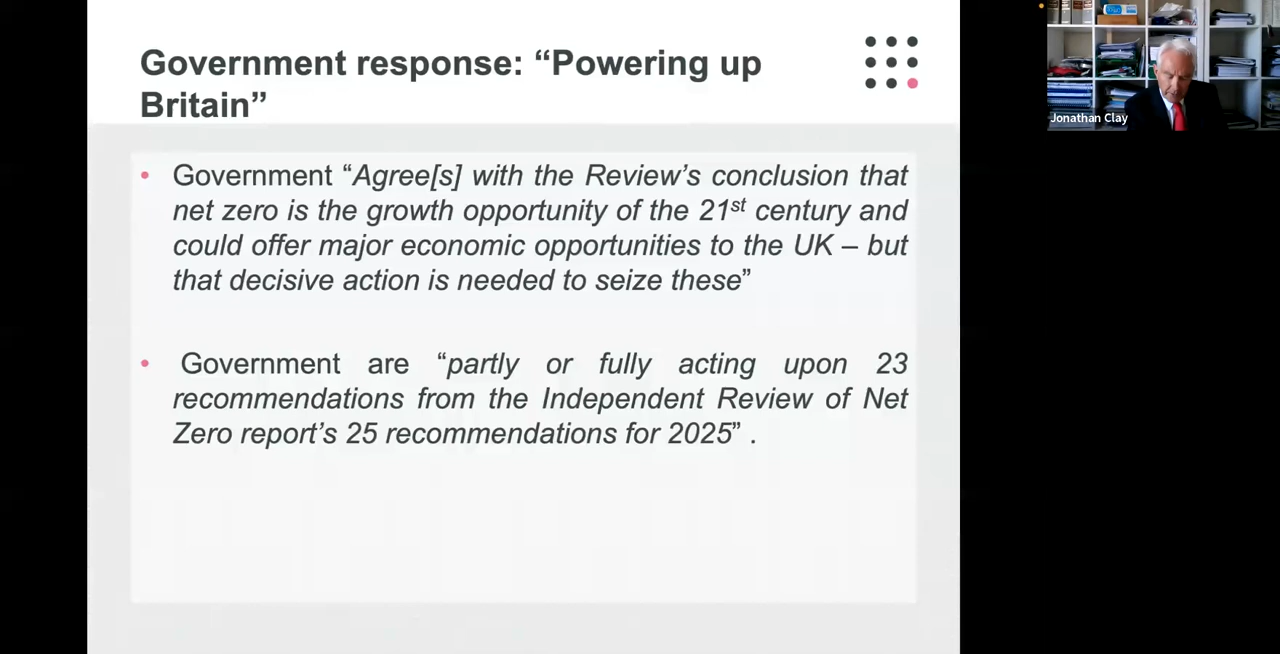 Government response: “Powering up
Britain”
• Government “Agree[s] with the Review’s conclusion that
net zero is the growth opportunity of the 21st century and
could offer major economic opportunities to the UK – but
that decisive action is needed to seize these”
• Government are “partly or fully acting upon 23
recommendations from the Independent Review of Net
Zero report’s 25 recommendations for 2025” .
Jonathan Clay